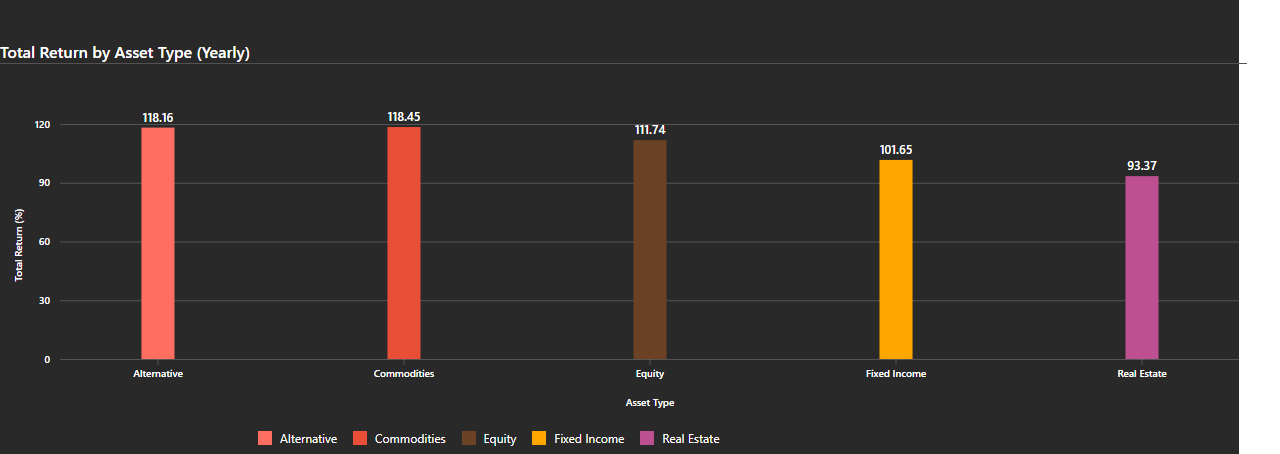 Total Return by Asset Type (Yearly)
118.16
118.45
111.74
101.65
93.37
120
90
60
30
0
Total Return (%)
Alternative
Commodities
Equity
Fixed Income
Real Estate
Asset Type
Alternative Commodities Equity Fixed Income Real Estate